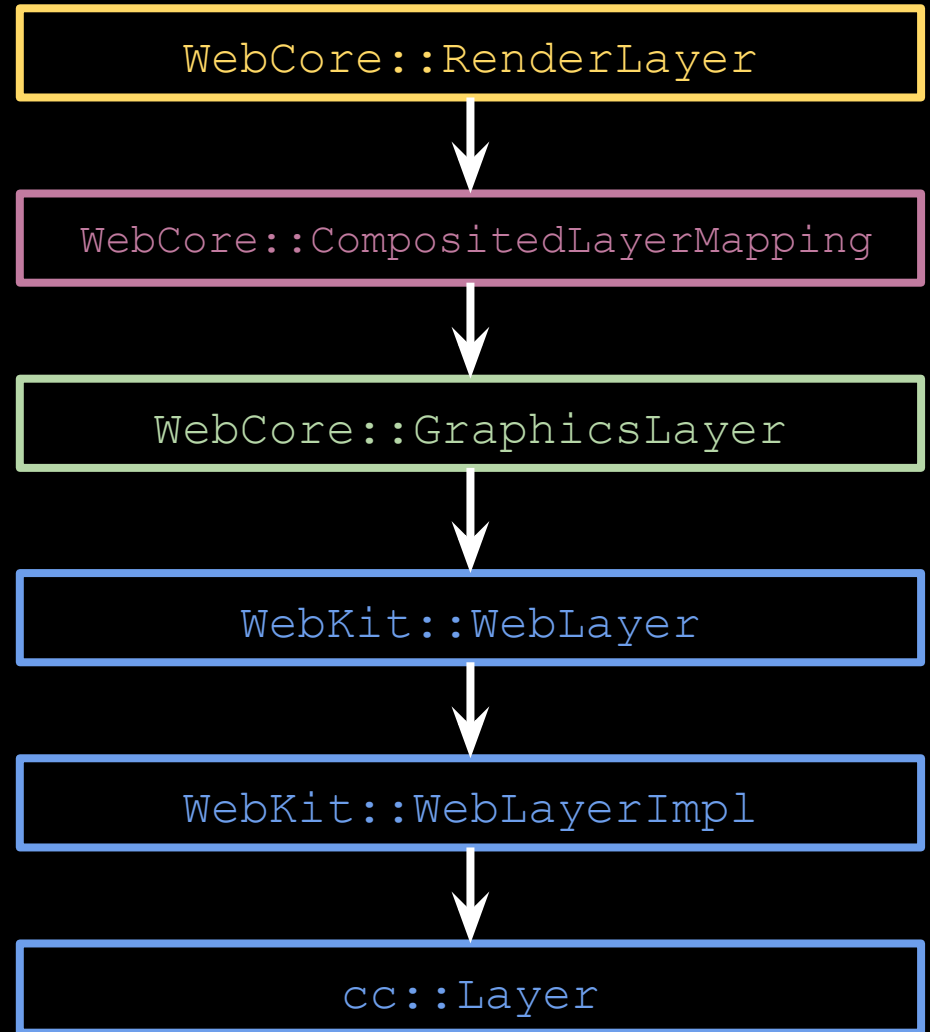 WebCore::RenderLayer
WebCore::CompositedLayerMapping
WebCore::GraphicsLayer
WebKit::WebLayer
WebKit::WebLayerImpl
cc::Layer